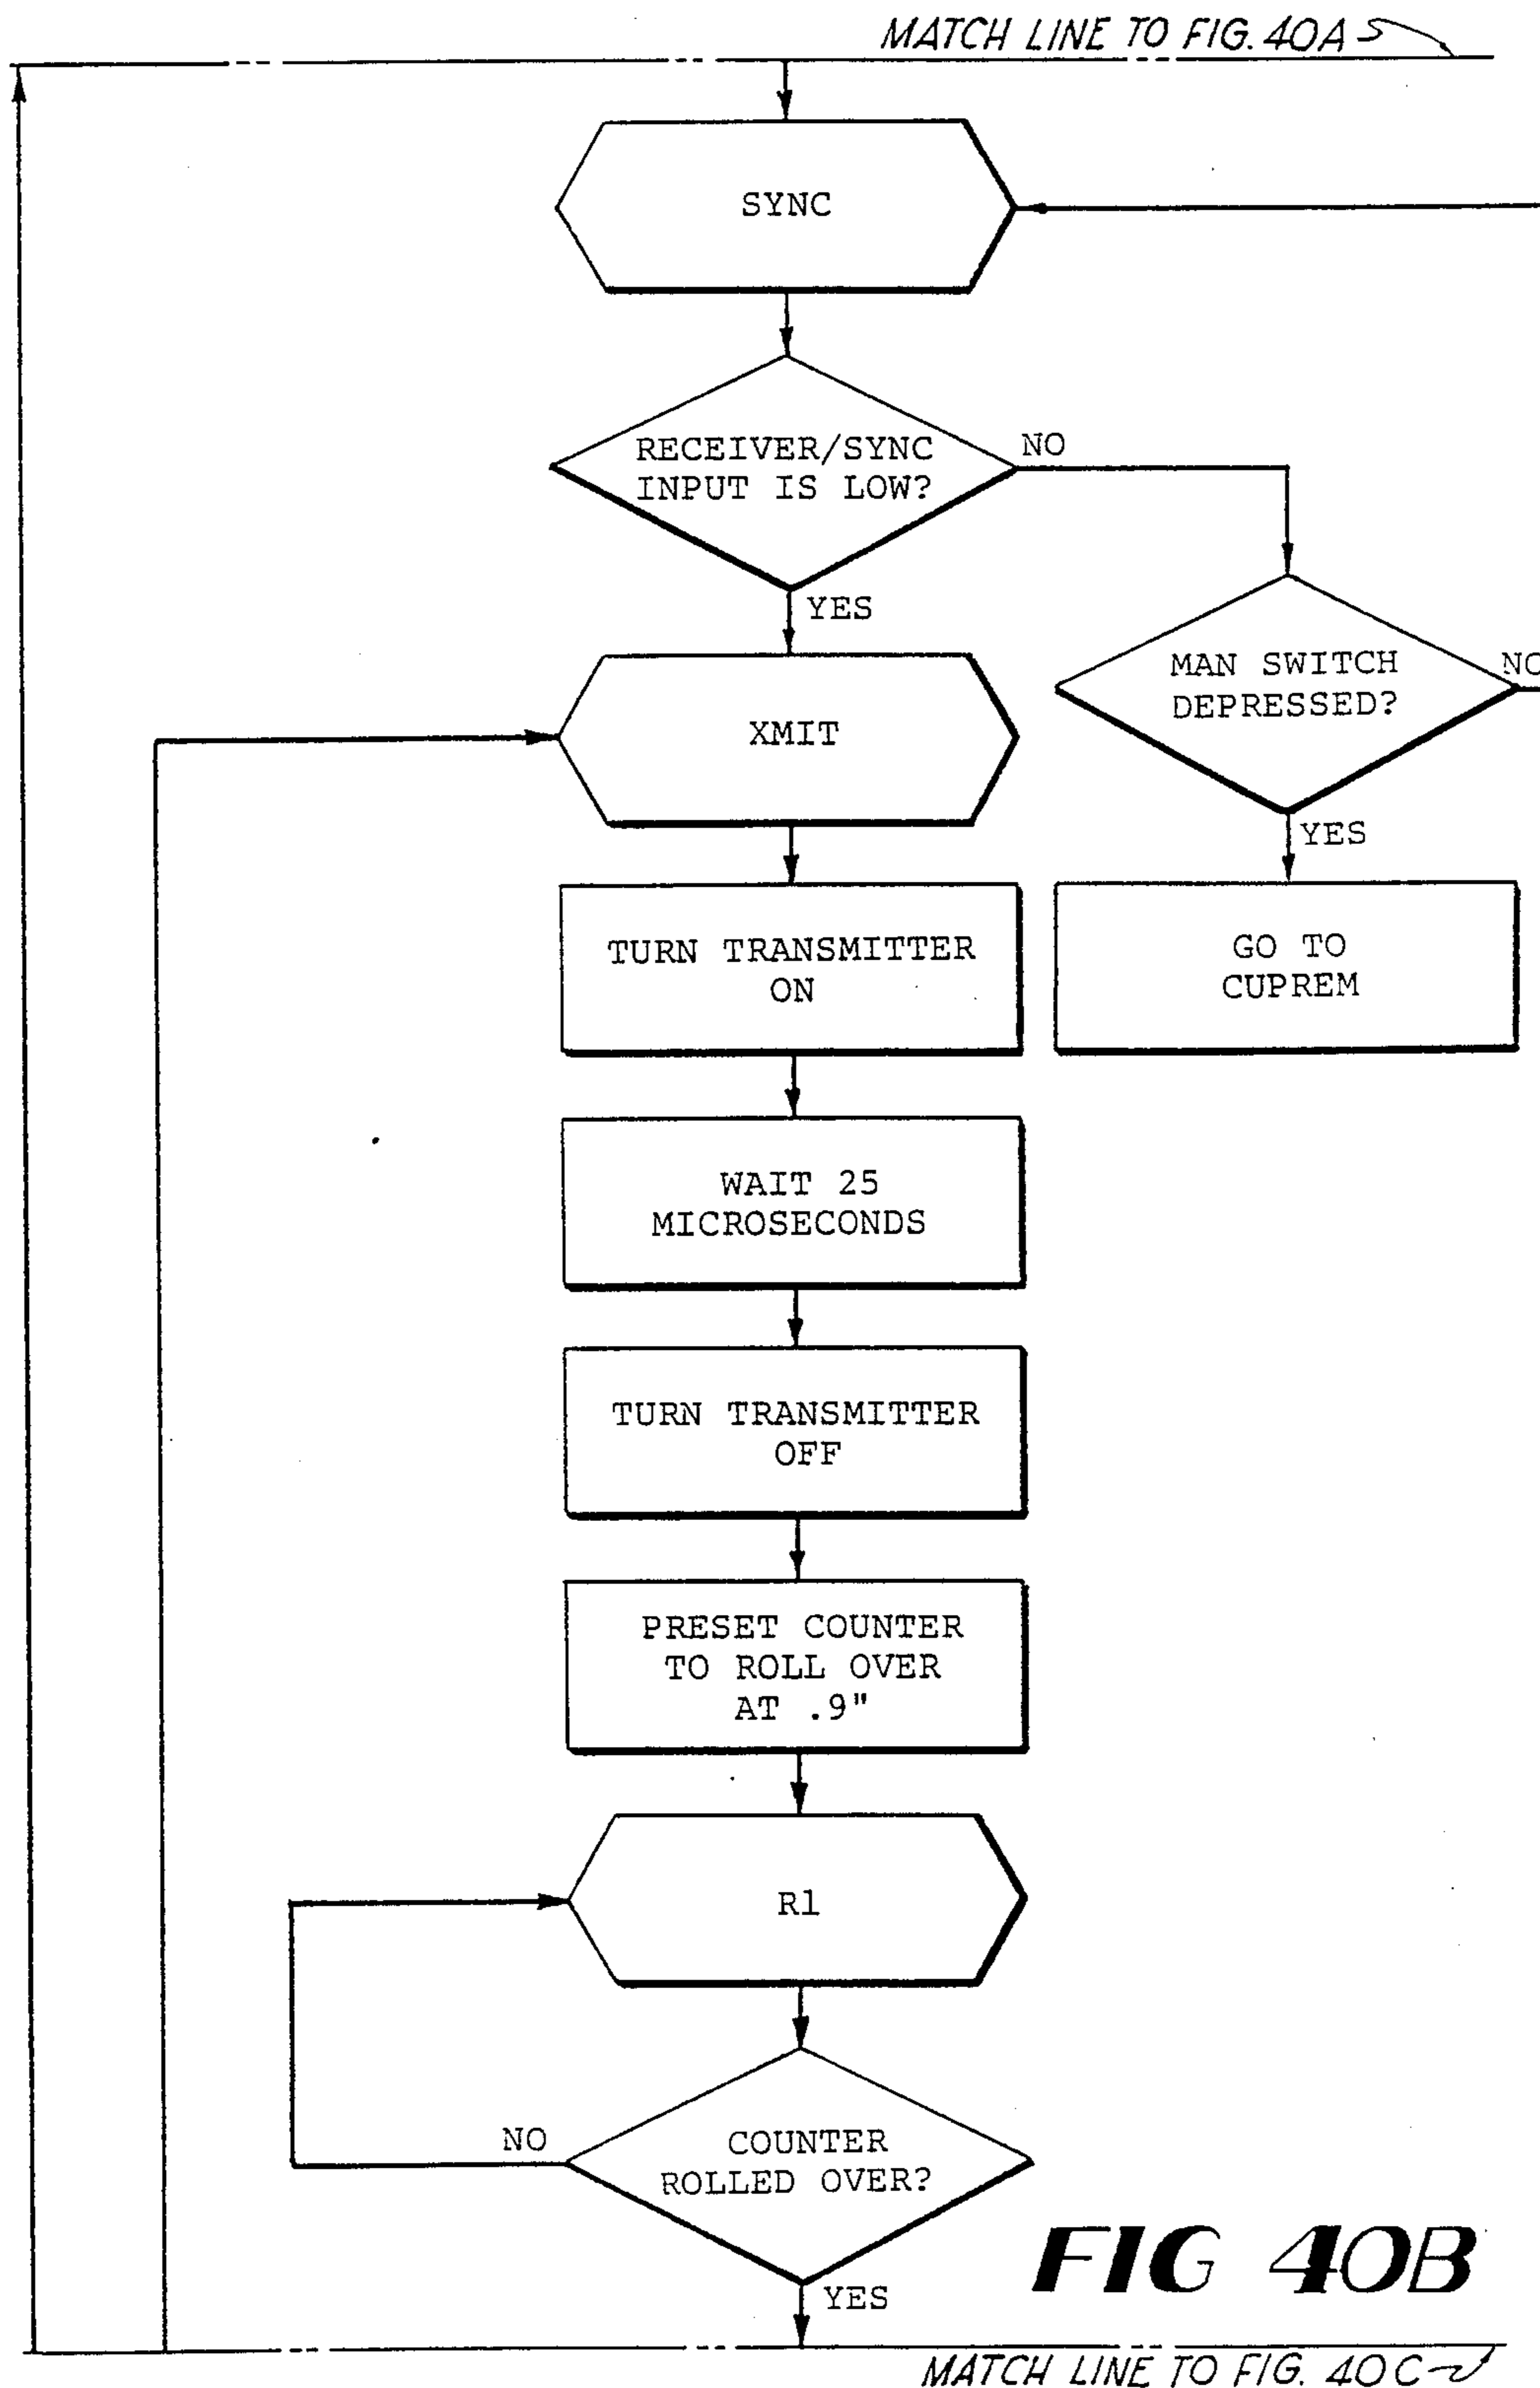 MATCH LINE TO FIG. 40A
SYNC
RECEIVER/SYNC
INPUT IS LOW?
NO
YES
MAN SWITCH
DEPRESSED?
NO
XMIT
YES
TURN TRANSMITTER
ON
GO TO
CUPREM
WAIT 25
MICROSECONDS
TURN TRANSMITTER
OFF
PRESET COUNTER
TO ROLL OVER
AT .9"
R1
NO
COUNTER
ROLLED OVER?
YES
FIG 40B
MATCH LINE TO FIG. 40C